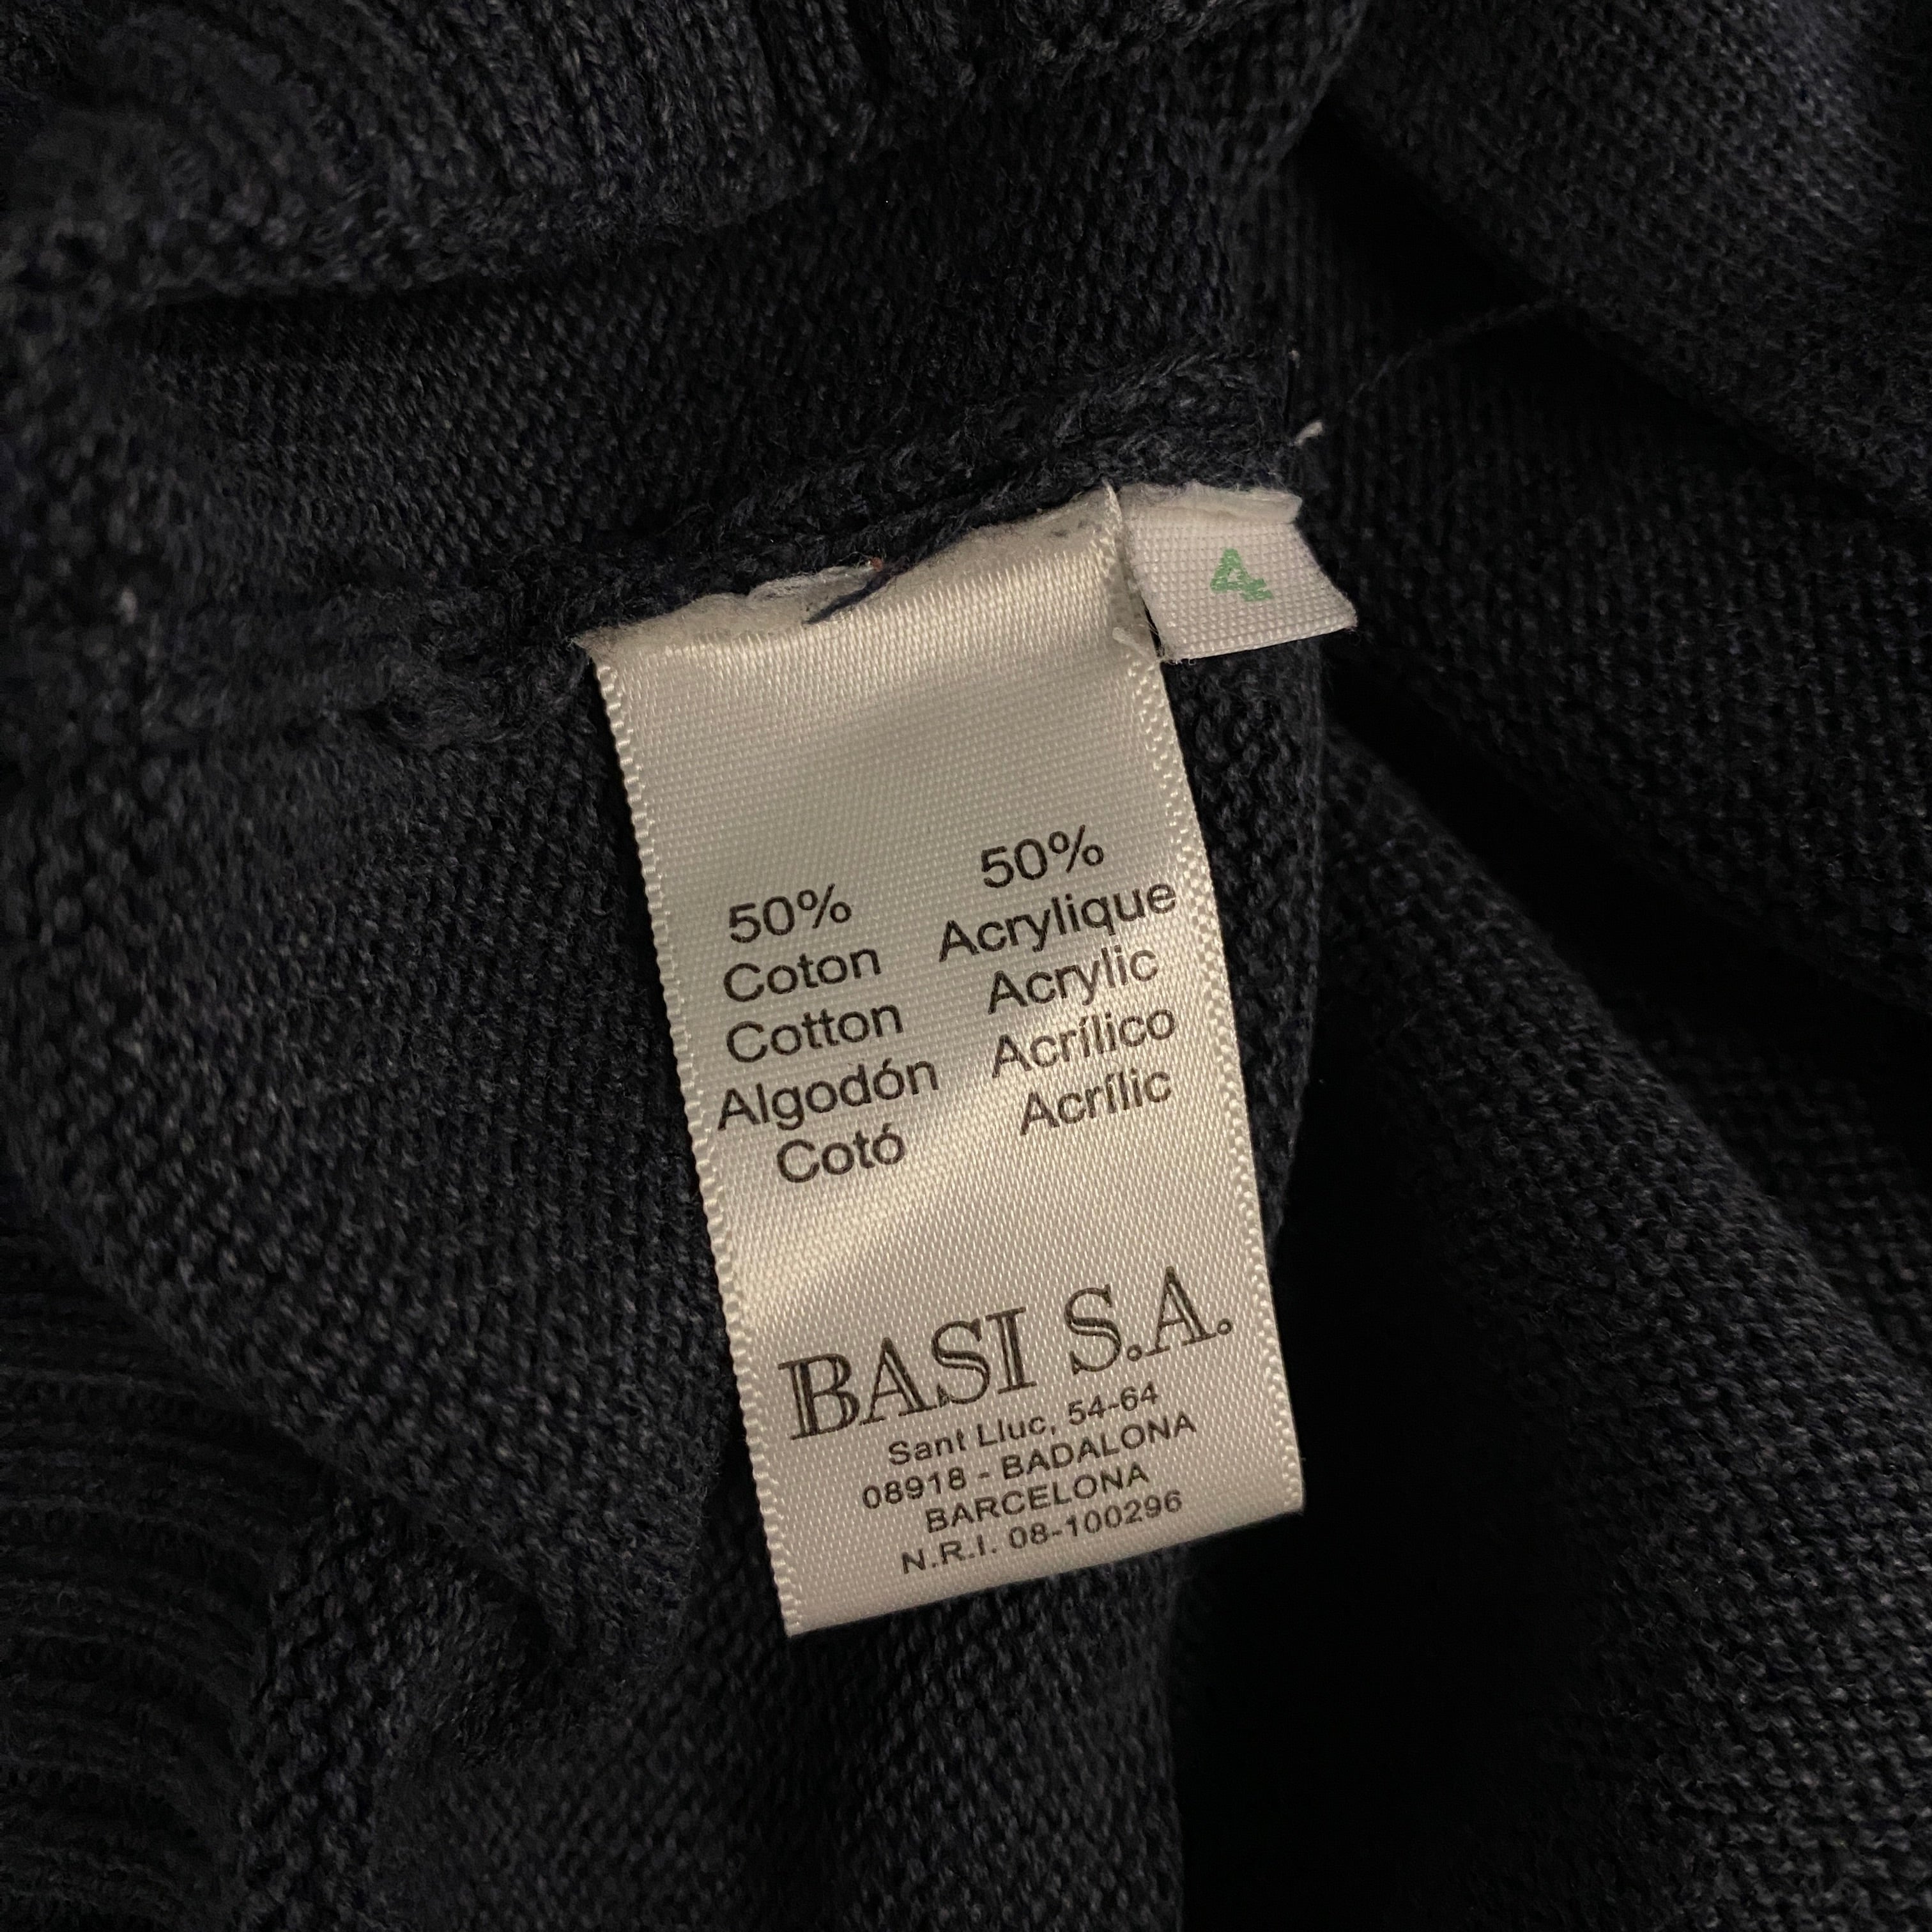 4
50% 50%
Coton Acrylique
Cotton Acrylic
Algodón Acrílico
Cotó Acrílic
BASI S.A.
Sant Lluc, 54-64
08918 - BADALONA
BARCELONA
N.R.I. 08-100296